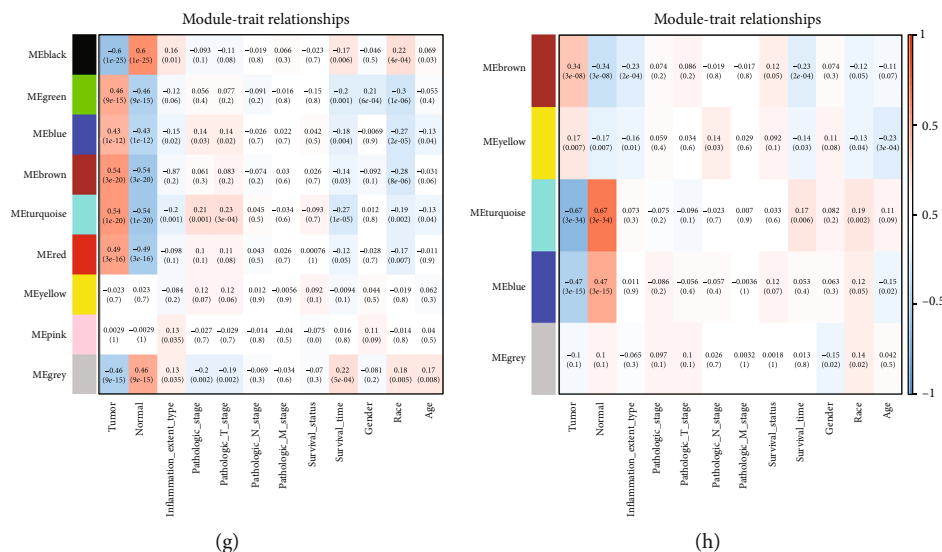 Module-trait relationships
MEblack −0.6 0.6 0.16 −0.093 −0.11 −0.019 0.066 −0.023 −0.17 −0.046 0.22 0.069
(1e-25) (1e-25) (0.01) (0.1) (0.08) (0.8) (0.3) (0.7) (0.006) (0.5) (4e-04) (0.03)
MEgreen 0.46 −0.46 −0.12 0.056 0.077 −0.091 −0.016 −0.015 −0.2 0.21 −0.3 −0.055
(9e-15) (9e-15) (0.06) (0.4) (0.2) (0.2) (0.8) (0.8) (0.001) (6e-04) (1e-06) (0.4)
MEblue 0.43 −0.43 −0.15 0.14 0.14 −0.026 0.022 0.042 −0.18 −0.0069 −0.27 −0.13
(1e-12) (1e-12) (0.02) (0.03) (0.02) (0.7) (0.7) (0.5) (0.004) (0.9) (2e-05) (0.04)
MEbrown 0.54 −0.54 −0.87 0.061 0.083 −0.074 0.03 0.026 −0.14 −0.092 −0.28 −0.031
(3e-20) (3e-20) (0.2) (0.3) (0.2) (0.2) (0.6) (0.7) (0.03) (0.1) (8e-06) (0.6)
MEturquoise 0.54 −0.54 −0.2 0.21 0.23 0.045 −0.034 −0.093 −0.27 0.012 −0.19 −0.13
(1e-20) (1e-20) (0.001) (0.001) (3e-04) (0.5) (0.6) (0.7) (1e-05) (0.8) (0.002) (0.04)
MEred 0.49 −0.49 −0.098 0.1 0.11 0.043 0.026 0.00076 −0.12 −0.028 −0.17 −0.011
(3e-16) (3e-16) (0.1) (0.1) (0.08) (0.5) (0.7) (1) (0.05) (0.7) (0.007) (0.9)
MEyellow −0.023 0.023 −0.084 0.12 0.12 0.012 −0.0056 0.092 −0.0094 0.044 −0.019 0.062
(0.7) (0.7) (0.2) (0.07) (0.06) (0.9) (0.9) (0.1) (0.1) (0.5) (0.8) (0.3)
MEpink 0.0029 −0.0029 0.13 −0.027 −0.029 −0.014 −0.04 −0.075 0.016 0.11 −0.014 0.04
(1) (1) (0.035) (0.7) (0.7) (0.8) (0.5) (0.0) (0.8) (0.09) (0.8) (0.5)
MEgrey −0.46 0.46 0.13 −0.2 −0.19 −0.069 −0.034 −0.07 0.22 −0.081 0.18 0.17
(9e-15) (9e-15) (0.035) (0.002) (0.002) (0.3) (0.6) (0.3) (5e-04) (0.2) (0.005) (0.008)
Tumor Normal Inflammation_extent_type Pathologic_stage Pathologic_T_stage Pathologic_N_stage Pathologic_M_stage Survival_status Survival_time Gender Race Age
(g)
Module-trait relationships
MEbrown 0.34 −0.34 −0.23 0.074 0.086 −0.019 −0.017 0.12 −0.23 0.074 −0.12 −0.11
(3e-08) (3e-08) (2e-04) (0.2) (0.2) (0.8) (0.8) (0.05) (2e-04) (0.3) (0.05) (0.07)
MEyellow 0.17 −0.17 −0.16 0.059 0.034 0.14 0.029 0.092 −0.14 0.11 −0.13 −0.23
(0.007) (0.007) (0.01) (0.4) (0.6) (0.03) (0.6) (0.1) (0.03) (0.08) (0.04) (3e-04)
MEturquoise −0.67 0.67 0.073 −0.075 −0.096 −0.023 0.007 0.033 0.17 0.082 0.19 0.11
(3e-34) (3e-34) (0.3) (0.2) (0.1) (0.7) (0.9) (0.6) (0.006) (0.2) (0.002) (0.09)
MEblue −0.47 0.47 0.011 −0.086 −0.056 −0.057 −0.0036 0.12 0.053 0.063 0.12 −0.15
(3e-15) (3e-15) (0.9) (0.2) (0.4) (0.4) (1) (0.07) (0.4) (0.3) (0.05) (0.02)
MEgrey −0.1 0.1 −0.065 0.097 0.1 0.026 0.0032 0.0018 0.013 −0.15 0.14 0.042
(0.1) (0.1) (0.3) (0.1) (0.1) (0.7) (1) (1) (0.8) (0.02) (0.02) (0.5)
Tumor Normal Inflammation_extent_type Pathologic_stage Pathologic_T_stage Pathologic_N_stage Pathologic_M_stage Survival_status Survival_time Gender Race Age
1
0.5
−0.5
−1
(h)